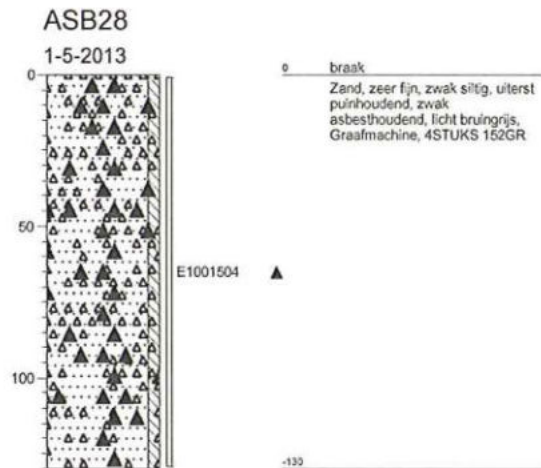 ASB28
1-5-2013
0
0 braak
Zand, zeer fijn, zwak siltig, uiterst
puinhoudend, zwak
asbesthoudend, licht bruingrijs,
Graafmachine, 4STUKS 152GR
50
E1001504
100
-130